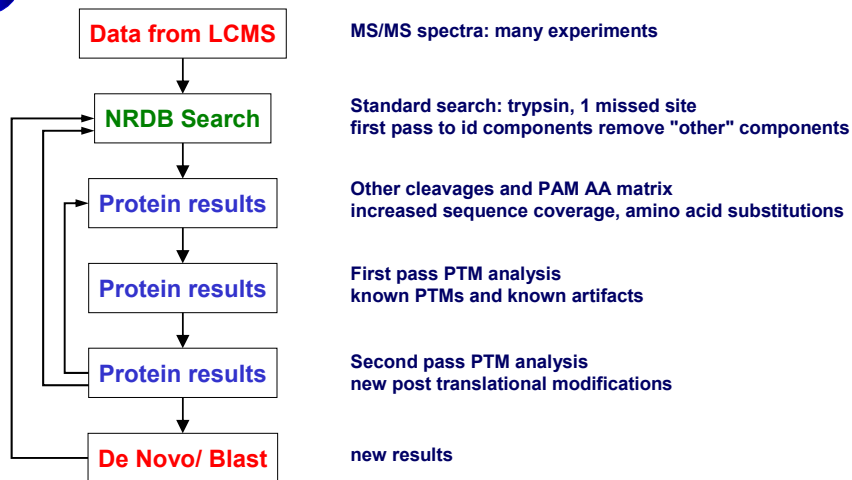 Data from LCMS
MS/MS spectra: many experiments
NRDB Search
Standard search: trypsin, 1 missed site
first pass to id components remove "other" components
Protein results
Other cleavages and PAM AA matrix
increased sequence coverage, amino acid substitutions
Protein results
First pass PTM analysis
known PTMs and known artifacts
Protein results
Second pass PTM analysis
new post translational modifications
De Novo/ Blast
new results